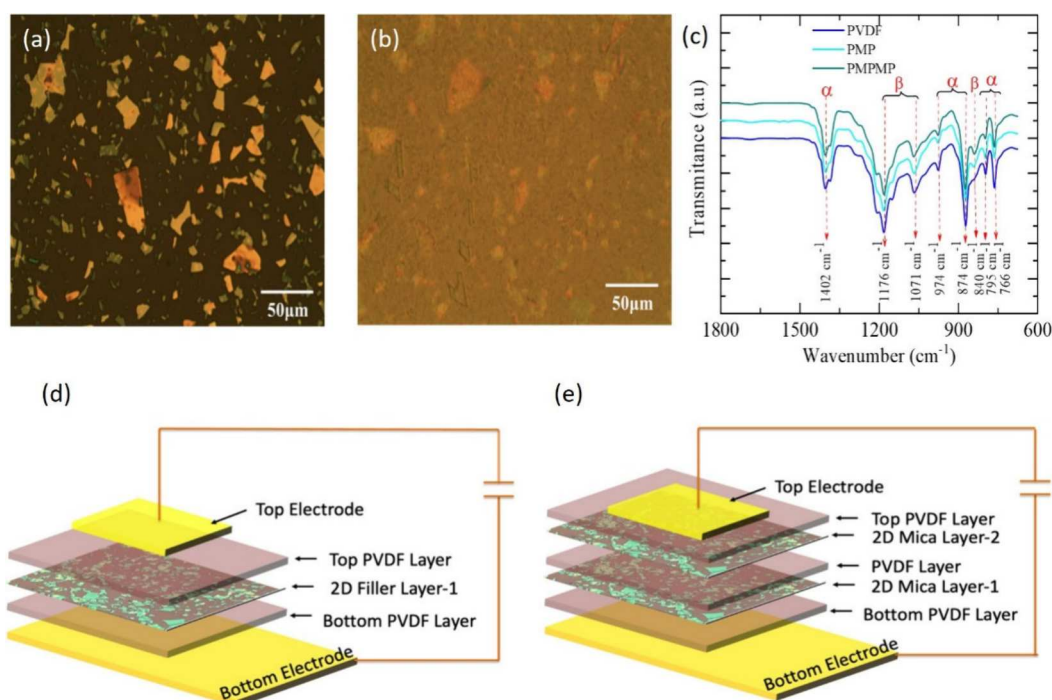 (a)
50μm
(b)
50μm
(c)
PVDF
PMP
PMPMP
α
β
α
β
α
Transmitance (a.u)
1402 cm⁻¹
1176 cm⁻¹
1071 cm⁻¹
974 cm⁻¹
874 cm⁻¹
840 cm⁻¹
795 cm⁻¹
766 cm⁻¹
1800 1500 1200 900 600
Wavenumber (cm⁻¹)
(d)
Top Electrode
Top PVDF Layer
2D Filler Layer-1
Bottom PVDF Layer
Bottom Electrode
(e)
Top Electrode
Top PVDF Layer
2D Mica Layer-2
PVDF Layer
2D Mica Layer-1
Bottom PVDF Layer
Bottom Electrode